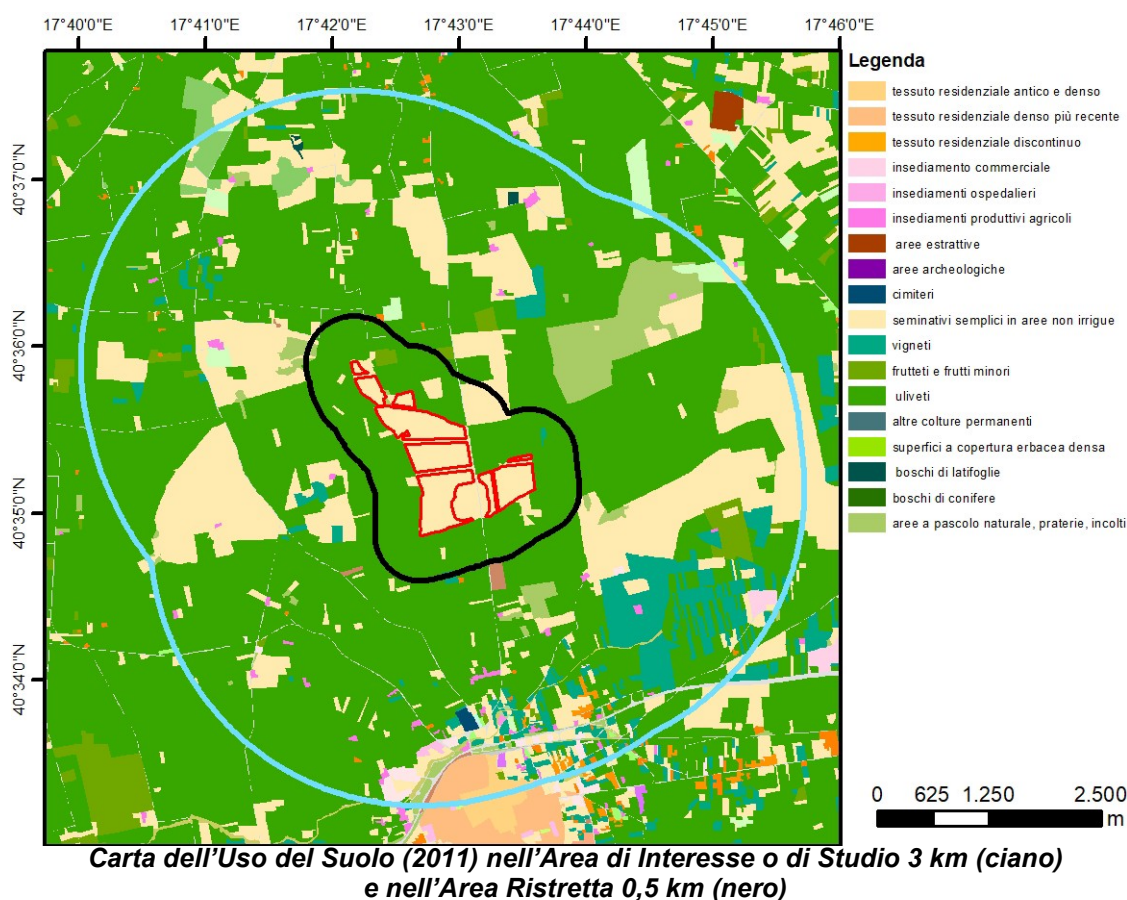 17°40'0"E 17°41'0"E 17°42'0"E 17°43'0"E 17°44'0"E 17°45'0"E 17°46'0"E
40°37'0"N
40°36'0"N
40°35'0"N
40°34'0"N
Legenda
tessuto residenziale antico e denso
tessuto residenziale denso più recente
tessuto residenziale discontinuo
insediamento commerciale
insediamenti ospedalieri
insediamenti produttivi agricoli
aree estrattive
aree archeologiche
cimiteri
seminativi semplici in aree non irrigue
vigneti
frutteti e frutti minori
uliveti
altre colture permanenti
superfici a copertura erbacea densa
boschi di latifoglie
boschi di conifere
aree a pascolo naturale, praterie, incolti
0 625 1.250 2.500
m
Carta dell'Uso del Suolo (2011) nell'Area di Interesse o di Studio 3 km (ciano)
e nell'Area Ristretta 0,5 km (nero)